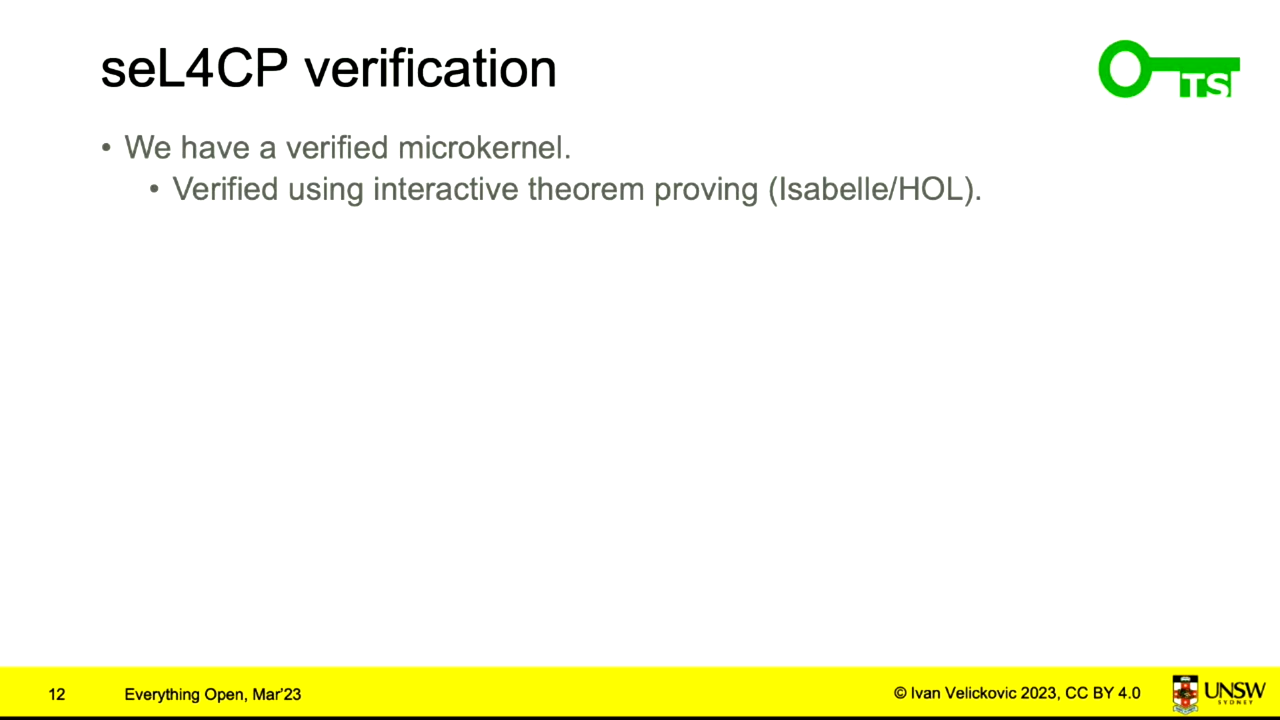 seL4CP verification
TS
• We have a verified microkernel.
• Verified using interactive theorem proving (Isabelle/HOL).
12
Everything Open, Mar'23
© Ivan Velickovic 2023, CC BY 4.0
UNSW
SYDNEY